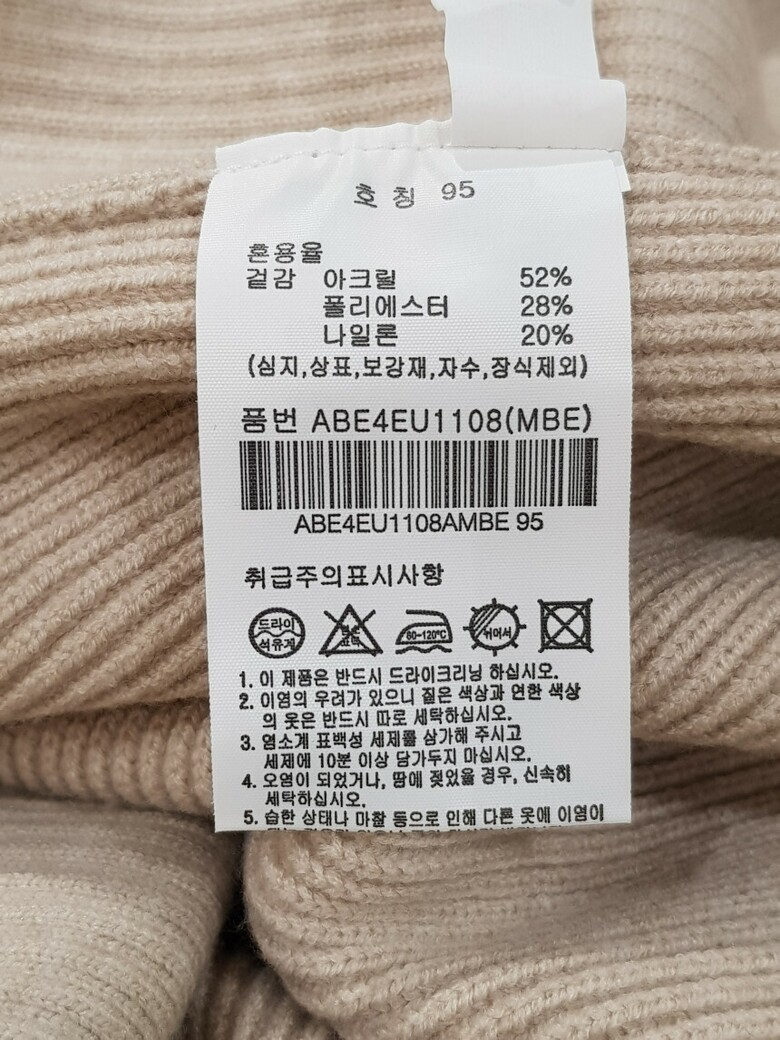 호칭 95
혼용율
겉감 아크릴 52%
폴리에스터 28%
나일론 20%
(심지,상표,보강재,자수,장식제외)
품번 ABE4EU1108(MBE)
ABE4EU1108AMBE 95
취급주의표시사항
드라이
석유계
80-120℃
뉘어서
1. 이 제품은 반드시 드라이크리닝 하십시오.
2. 이염의 우려가 있으니 짙은 색상과 연한 색상
의 옷은 반드시 따로 세탁하십시오.
3. 염소계 표백성 세제를 삼가해 주시고
세제에 10분 이상 담가두지 마십시오.
4. 오염이 되었거나, 땀에 젖었을 경우, 신속히
세탁하십시오.
5. 습한 상태나 마찰 등으로 인해 다른 옷에 이염이